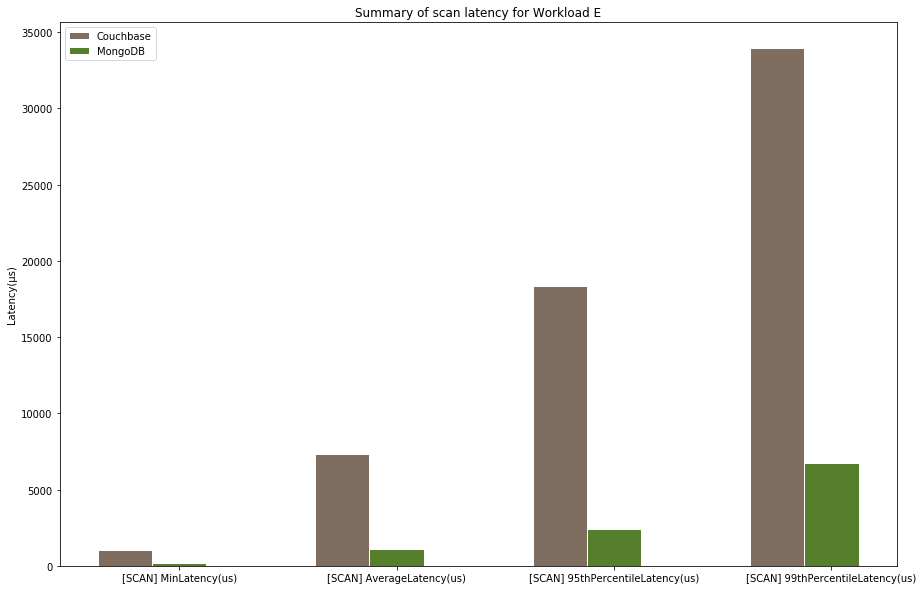 Summary of scan latency for Workload E
Couchbase
MongoDB
35000
30000
25000
20000
15000
10000
5000
0
Latency(µs)
[SCAN] MinLatency(us)
[SCAN] AverageLatency(us)
[SCAN] 95thPercentileLatency(us)
[SCAN] 99thPercentileLatency(us)